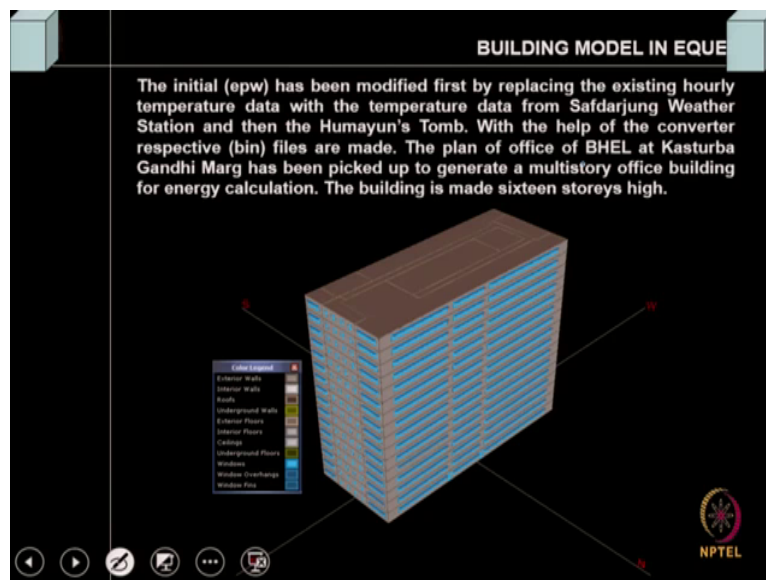 BUILDING MODEL IN EQUE
The initial (epw) has been modified first by replacing the existing hourly
temperature data with the temperature data from Safdarjung Weather
Station and then the Humayun's Tomb. With the help of the converter
respective (bin) files are made. The plan of office of BHEL at Kasturba
Gandhi Marg has been picked up to generate a multistory office building
for energy calculation. The building is made sixteen storeys high.
S
W
Color Legend
Exterior Walls
Interior Walls
Roofs
Underground Walls
Exterior Floors
Interior Floors
Ceilings
Underground Floors
Windows
Window Overhangs
Window Fins
N
NPTEL